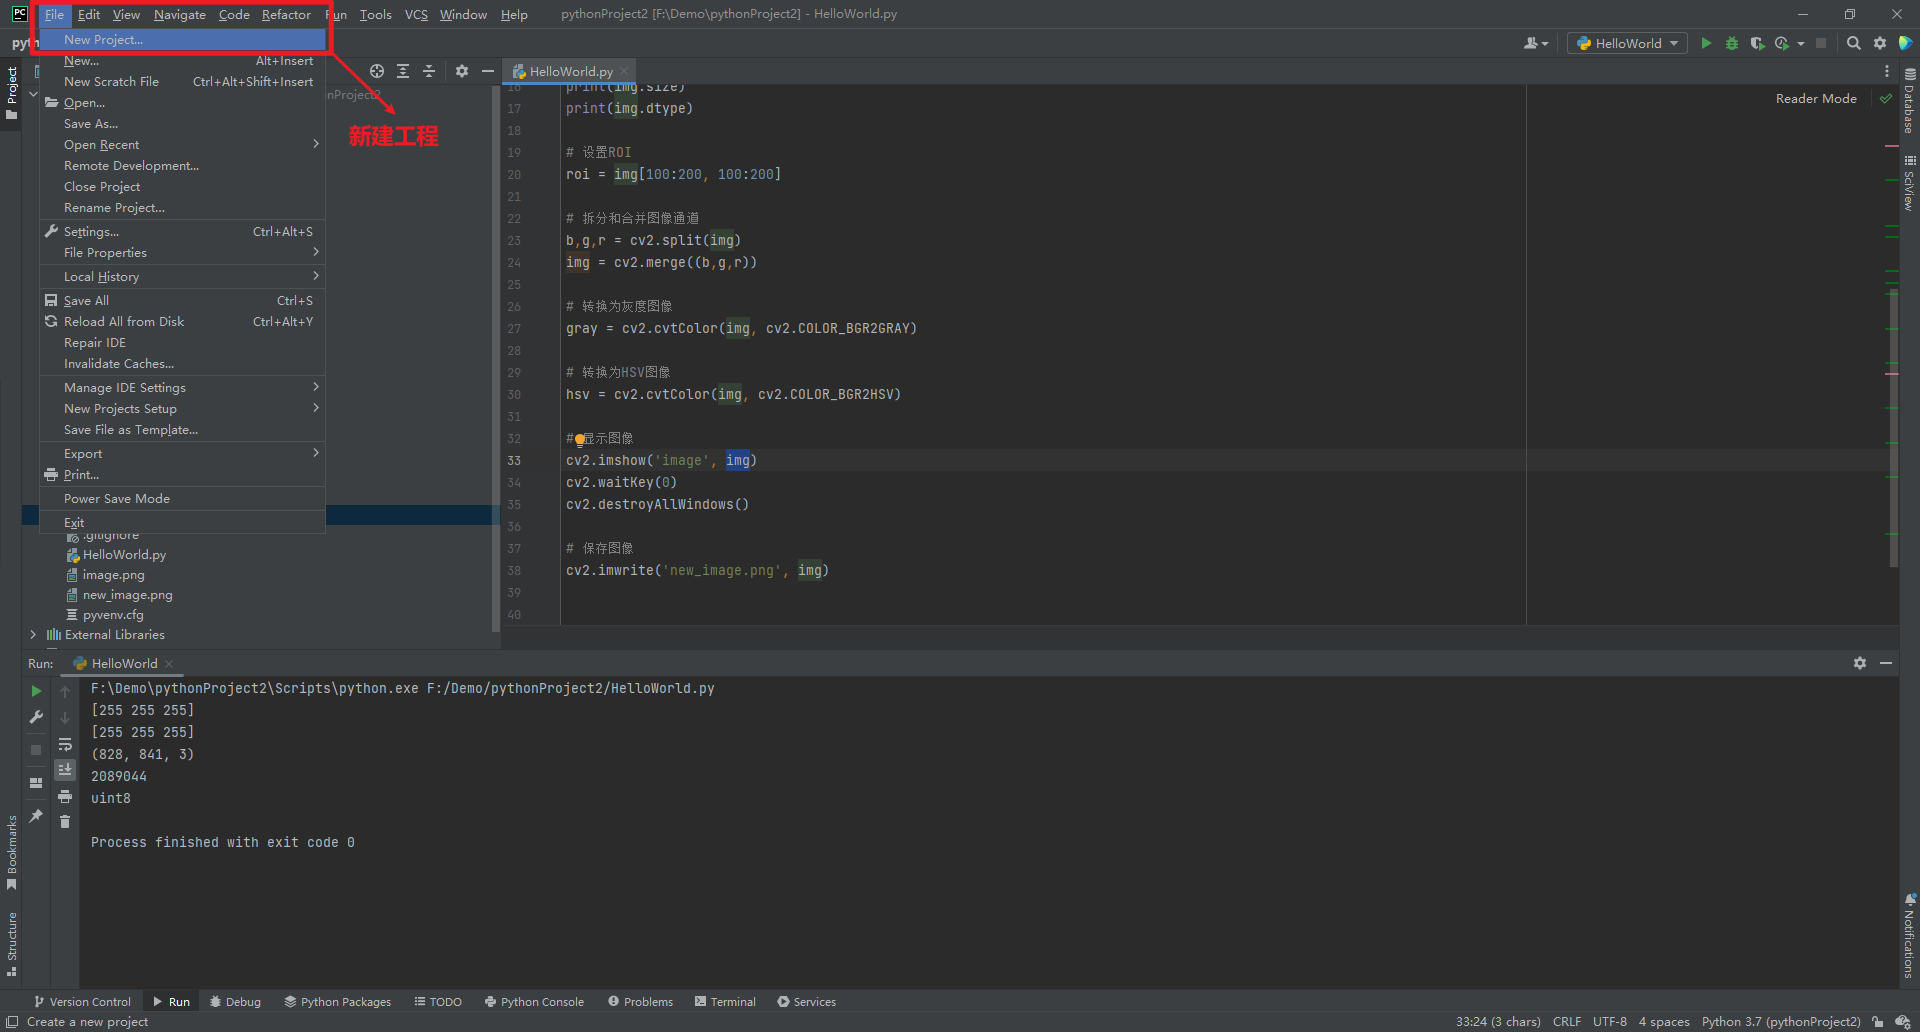 File Edit View Navigate Code Refactor Run Tools VCS Window Help pythonProject2 [F:\Demo\pythonProject2] - HelloWorld.py
HelloWorld
New Project...
New... Alt+Insert
New Scratch File Ctrl+Alt+Shift+Insert
Open...
Save As...
Open Recent
Remote Development...
Close Project
Rename Project...
Settings... Ctrl+Alt+S
File Properties
Local History
Save All Ctrl+S
Reload All from Disk Ctrl+Alt+Y
Repair IDE
Invalidate Caches...
Manage IDE Settings
New Projects Setup
Save File as Template...
Export
Print...
Power Save Mode
Exit
新建工程
.gitignore
HelloWorld.py
image.png
new_image.png
pyvenv.cfg
External Libraries
Project
Bookmarks
Structure
HelloWorld.py
Reader Mode
16 print(img.size)
17 print(img.dtype)
18
19 # 设置ROI
20 roi = img[100:200, 100:200]
21
22 # 拆分和合并图像通道
23 b,g,r = cv2.split(img)
24 img = cv2.merge((b,g,r))
25
26 # 转换为灰度图像
27 gray = cv2.cvtColor(img, cv2.COLOR_BGR2GRAY)
28
29 # 转换为HSV图像
30 hsv = cv2.cvtColor(img, cv2.COLOR_BGR2HSV)
31
32 # 显示图像
33 cv2.imshow('image', img)
34 cv2.waitKey(0)
35 cv2.destroyAllWindows()
36
37 # 保存图像
38 cv2.imwrite('new_image.png', img)
39
40
Database
SciView
Notifications
Run: HelloWorld
F:\Demo\pythonProject2\Scripts\python.exe F:/Demo/pythonProject2/HelloWorld.py
[255 255 255]
[255 255 255]
(828, 841, 3)
2089044
uint8
Process finished with exit code 0
Version Control Run Debug Python Packages TODO Python Console Problems Terminal Services
Create a new project 33:24 (3 chars) CRLF UTF-8 4 spaces Python 3.7 (pythonProject2)